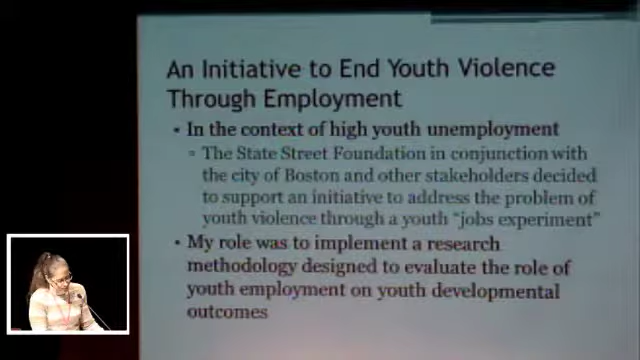 An Initiative to End Youth Violence
Through Employment
• In the context of high youth unemployment
▫ The State Street Foundation in conjunction with
the city of Boston and other stakeholders decided
to support an initiative to address the problem of
youth violence through a youth “jobs experiment”
• My role was to implement a research
methodology designed to evaluate the role of
youth employment on youth developmental
outcomes